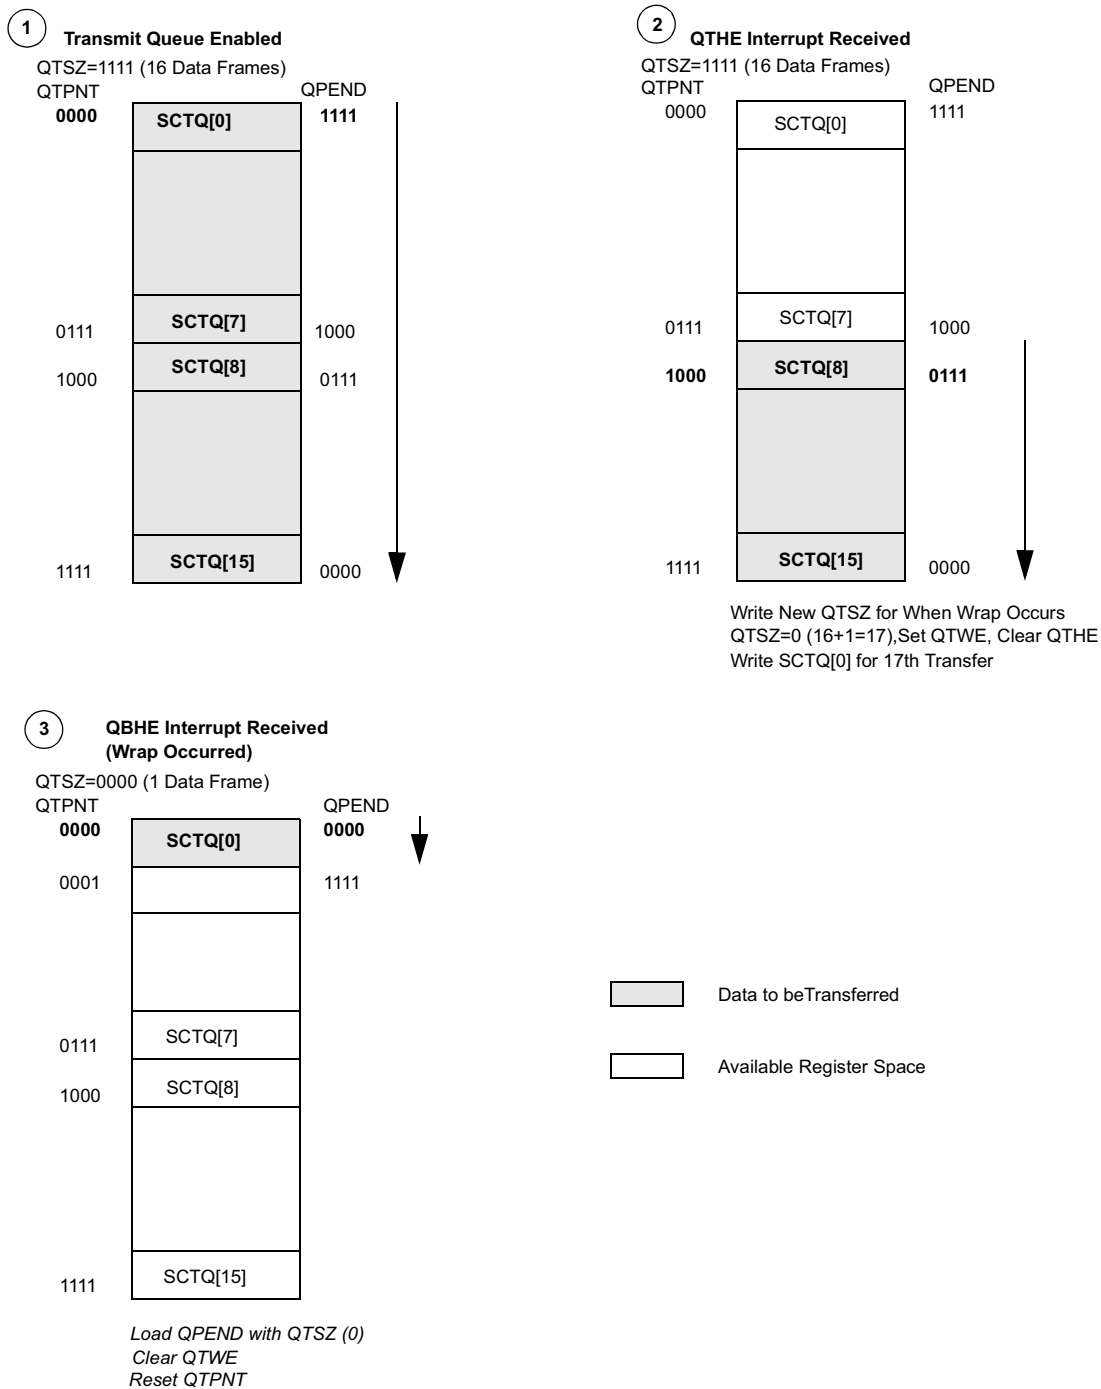 1
Transmit Queue Enabled
QTSZ=1111 (16 Data Frames)
QTPNT QPEND
0000 SCTQ[0] 1111
0111 SCTQ[7] 1000
1000 SCTQ[8] 0111
1111 SCTQ[15] 0000
2
QTHE Interrupt Received
QTSZ=1111 (16 Data Frames)
QTPNT QPEND
0000 SCTQ[0] 1111
0111 SCTQ[7] 1000
1000 SCTQ[8] 0111
1111 SCTQ[15] 0000
Write New QTSZ for When Wrap Occurs
QTSZ=0 (16+1=17),Set QTWE, Clear QTHE
Write SCTQ[0] for 17th Transfer
3
QBHE Interrupt Received
(Wrap Occurred)
QTSZ=0000 (1 Data Frame)
QTPNT QPEND
0000 SCTQ[0] 0000
0001 1111
0111 SCTQ[7]
1000 SCTQ[8]
1111 SCTQ[15]
Load QPEND with QTSZ (0)
Clear QTWE
Reset QTPNT
Data to beTransferred
Available Register Space